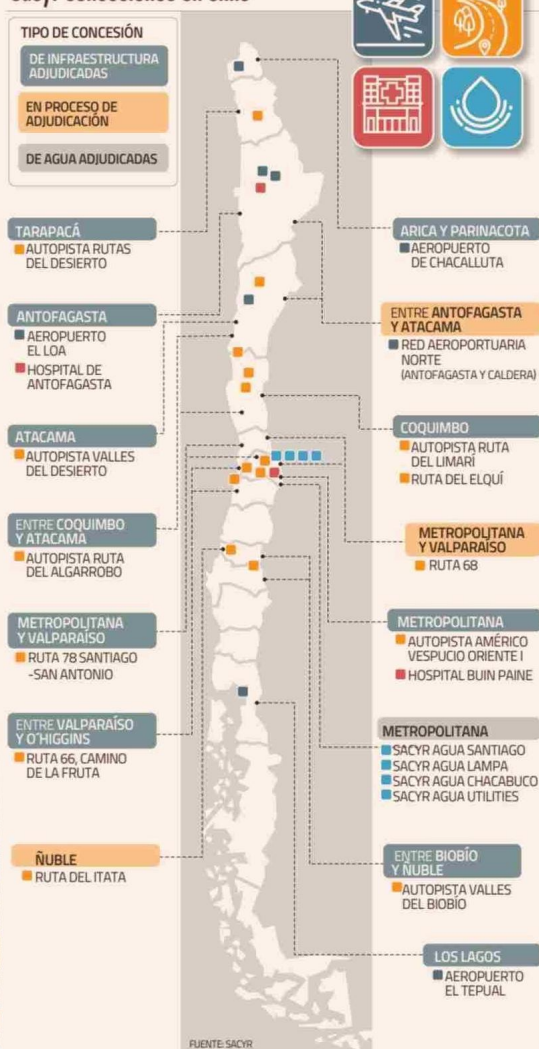 TIPO DE CONCESIÓN
DE INFRAESTRUCTURA
ADJUDICADAS
EN PROCESO DE
ADJUDICACIÓN
DE AGUA ADJUDICADAS
TARAPACÁ
AUTOPISTA RUTAS
DEL DESIERTO
ANTOFAGASTA
AEROPUERTO
EL LOA
HOSPITAL DE
ANTOFAGASTA
ATACAMA
AUTOPISTA VALLES
DEL DESIERTO
ENTRE COQUIMBO
Y ATACAMA
AUTOPISTA RUTA
DEL ALGARROBO
METROPOLITANA
Y VALPARAÍSO
RUTA 78 SANTIAGO
-SAN ANTONIO
ENTRE VALPARAÍSO
Y O'HIGGINS
RUTA 66, CAMINO
DE LA FRUTA
ÑUBLE
RUTA DEL ITATA
ARICA Y PARINACOTA
AEROPUERTO
DE CHACALLUTA
ENTRE ANTOFAGASTA
Y ATACAMA
RED AEROPORTUARIA
NORTE
(ANTOFAGASTA Y CALDERA)
COQUIMBO
AUTOPISTA RUTA
DEL LIMARÍ
RUTA DEL ELQUÍ
METROPOLITANA
Y VALPARAÍSO
RUTA 68
METROPOLITANA
AUTOPISTA AMÉRICO
VESPUCIO ORIENTE I
HOSPITAL BUIN PAINE
METROPOLITANA
SACYR AGUA SANTIAGO
SACYR AGUA LAMPA
SACYR AGUA CHACABUCO
SACYR AGUA UTILITIES
ENTRE BIOBÍO
Y ÑUBLE
AUTOPISTA VALLES
DEL BIOBÍO
LOS LAGOS
AEROPUERTO
EL TEPUAL
FUENTE: SACYR